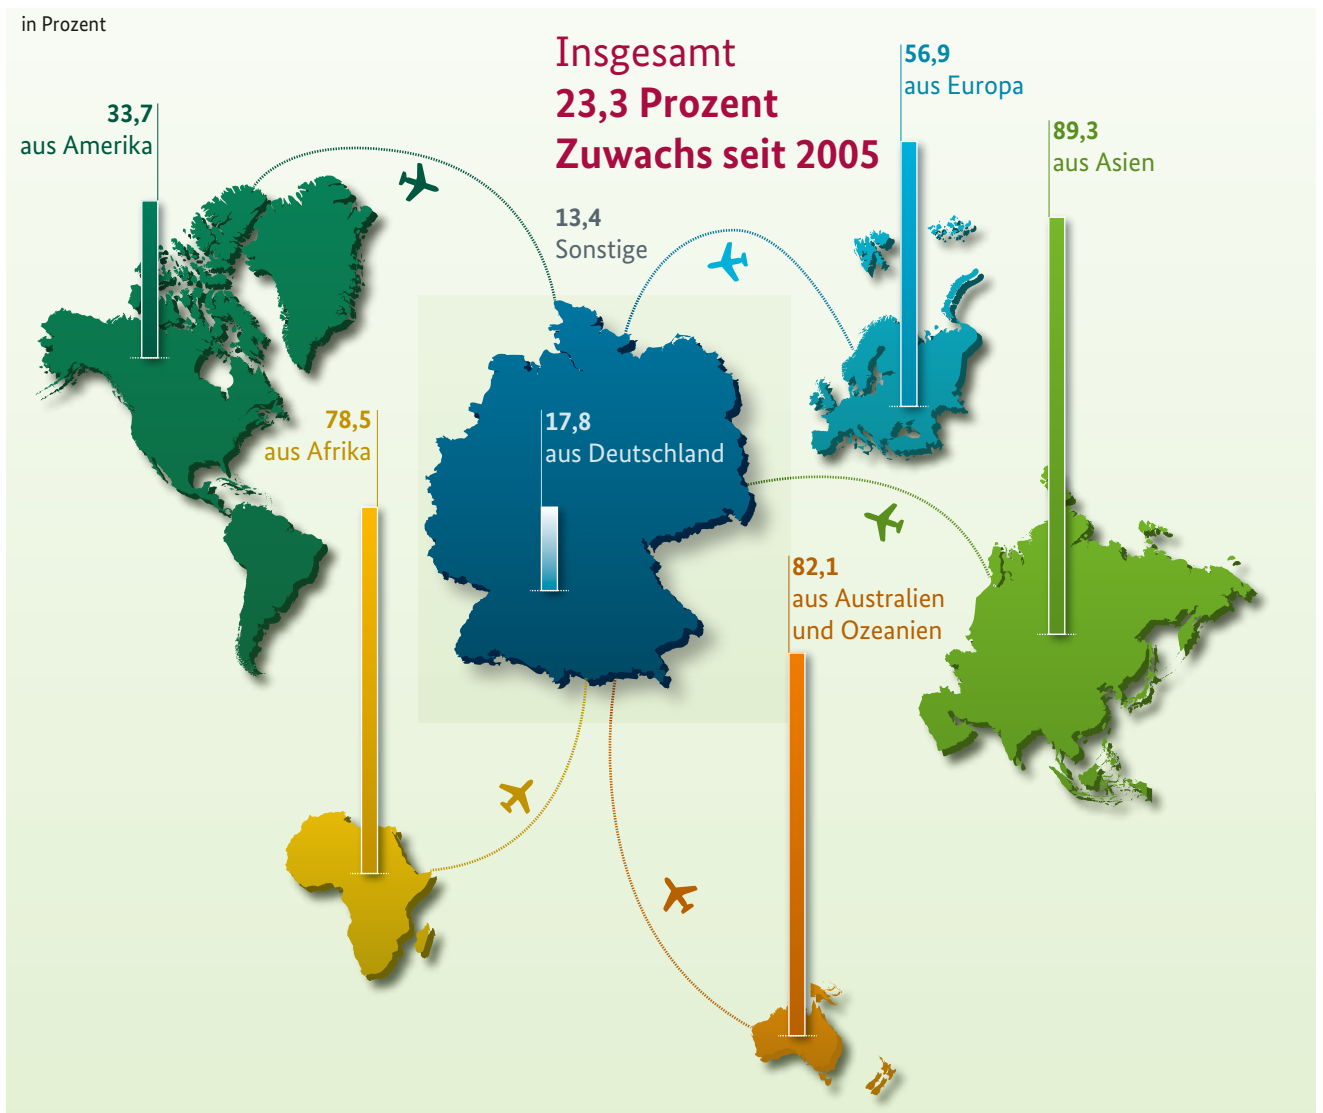 in Prozent
Insgesamt
23,3 Prozent
Zuwachs seit 2005
13,4
Sonstige
33,7
aus Amerika
56,9
aus Europa
89,3
aus Asien
78,5
aus Afrika
17,8
aus Deutschland
82,1
aus Australien
und Ozeanien